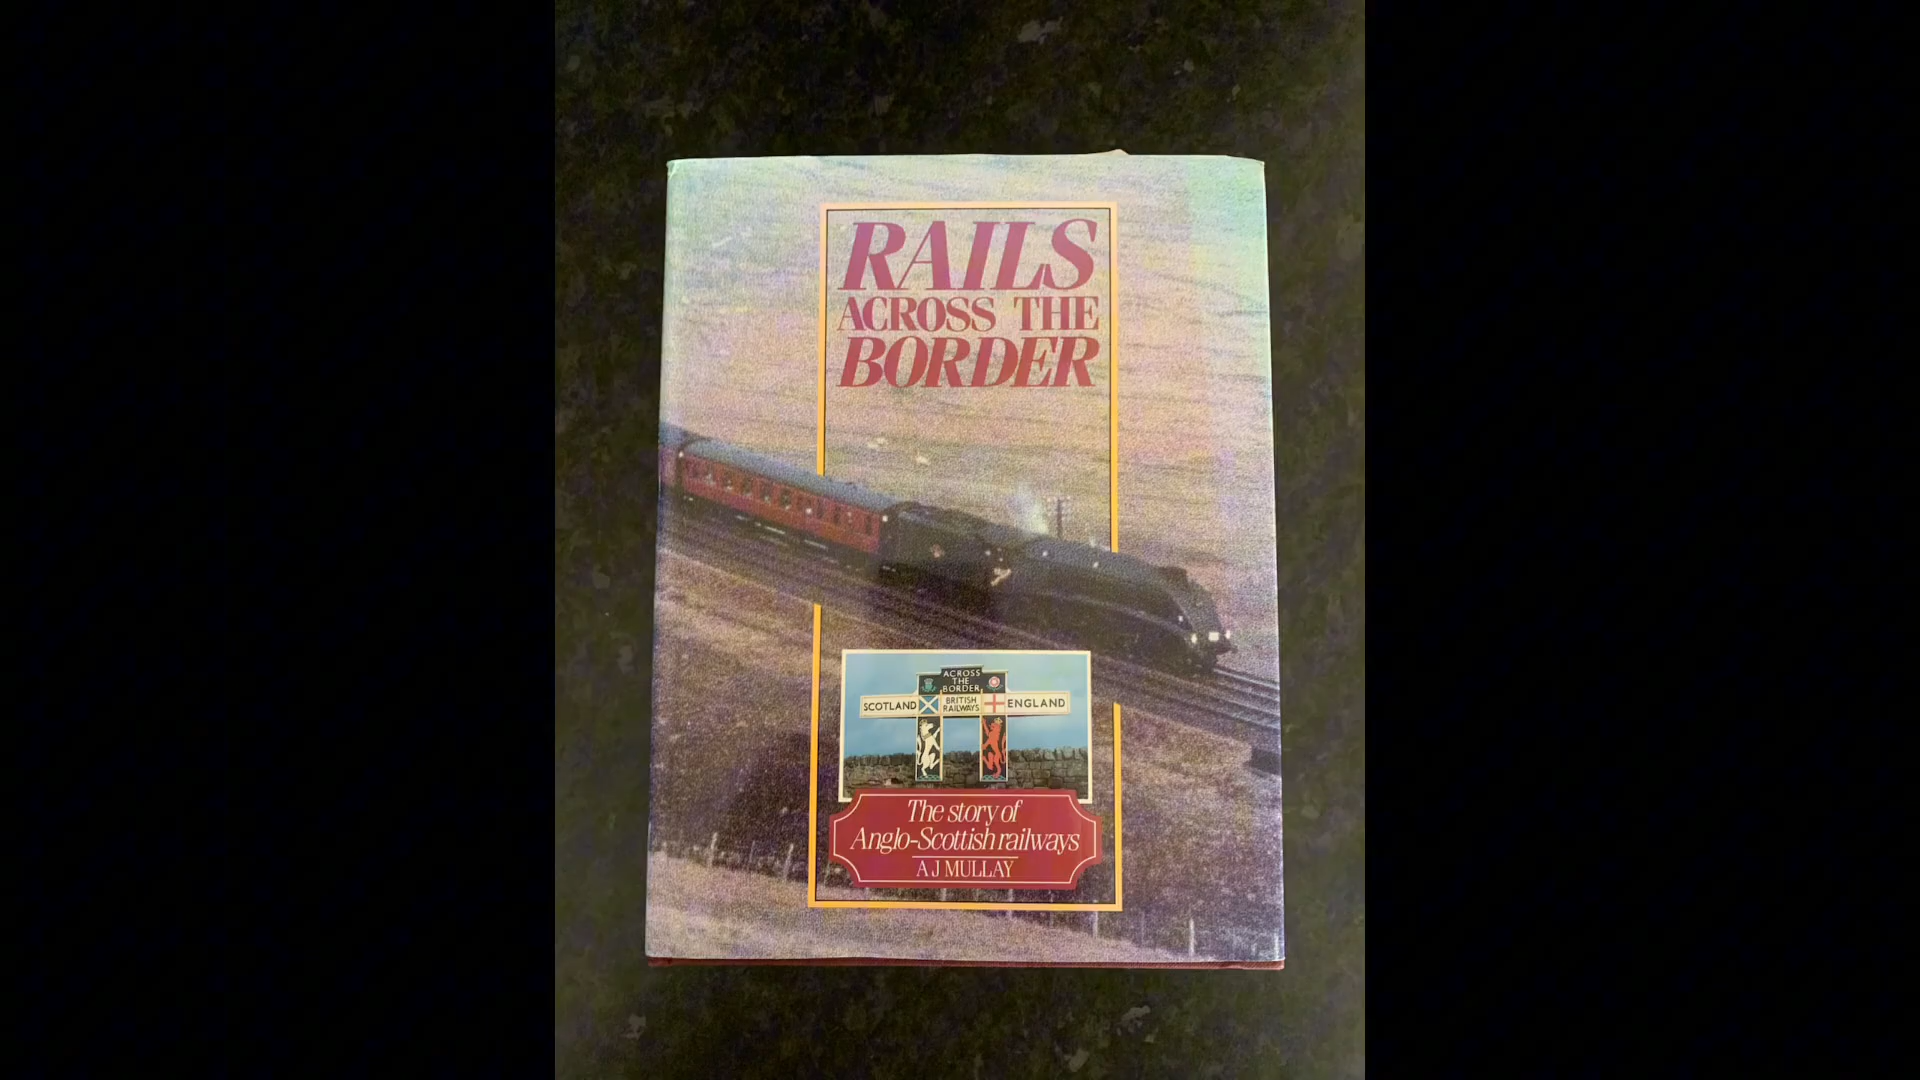 RAILS
ACROSS THE
BORDER
ACROSS
THE
BORDER
SCOTLAND BRITISH RAILWAYS ENGLAND
The story of
Anglo-Scottish railways
A J MULLAY